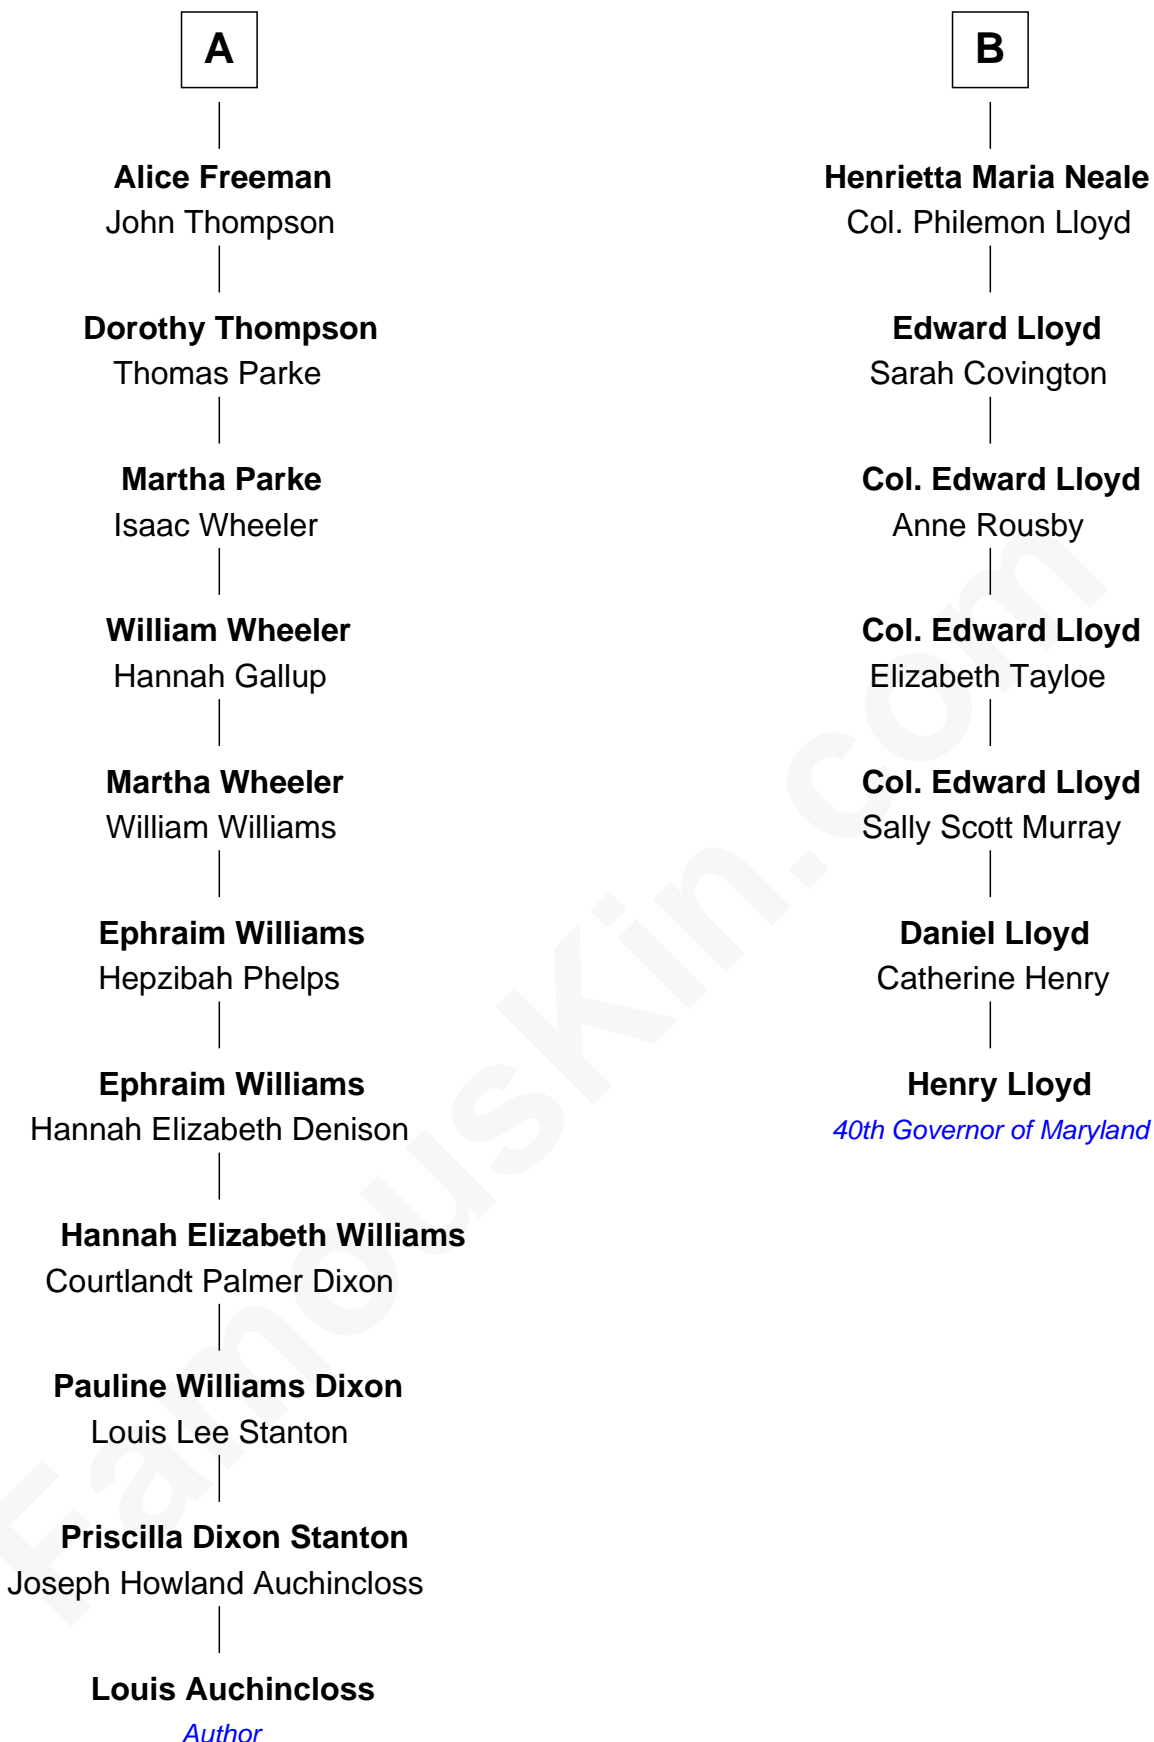 A
Alice Freeman
John Thompson
Dorothy Thompson
Thomas Parke
Martha Parke
Isaac Wheeler
William Wheeler
Hannah Gallup
Martha Wheeler
William Williams
Ephraim Williams
Hepzibah Phelps
Ephraim Williams
Hannah Elizabeth Denison
Hannah Elizabeth Williams
Courtlandt Palmer Dixon
Pauline Williams Dixon
Louis Lee Stanton
Priscilla Dixon Stanton
Joseph Howland Auchincloss
Louis Auchincloss
Author
B
Henrietta Maria Neale
Col. Philemon Lloyd
Edward Lloyd
Sarah Covington
Col. Edward Lloyd
Anne Rousby
Col. Edward Lloyd
Elizabeth Tayloe
Col. Edward Lloyd
Sally Scott Murray
Daniel Lloyd
Catherine Henry
Henry Lloyd
40th Governor of Maryland
FamousKin.com